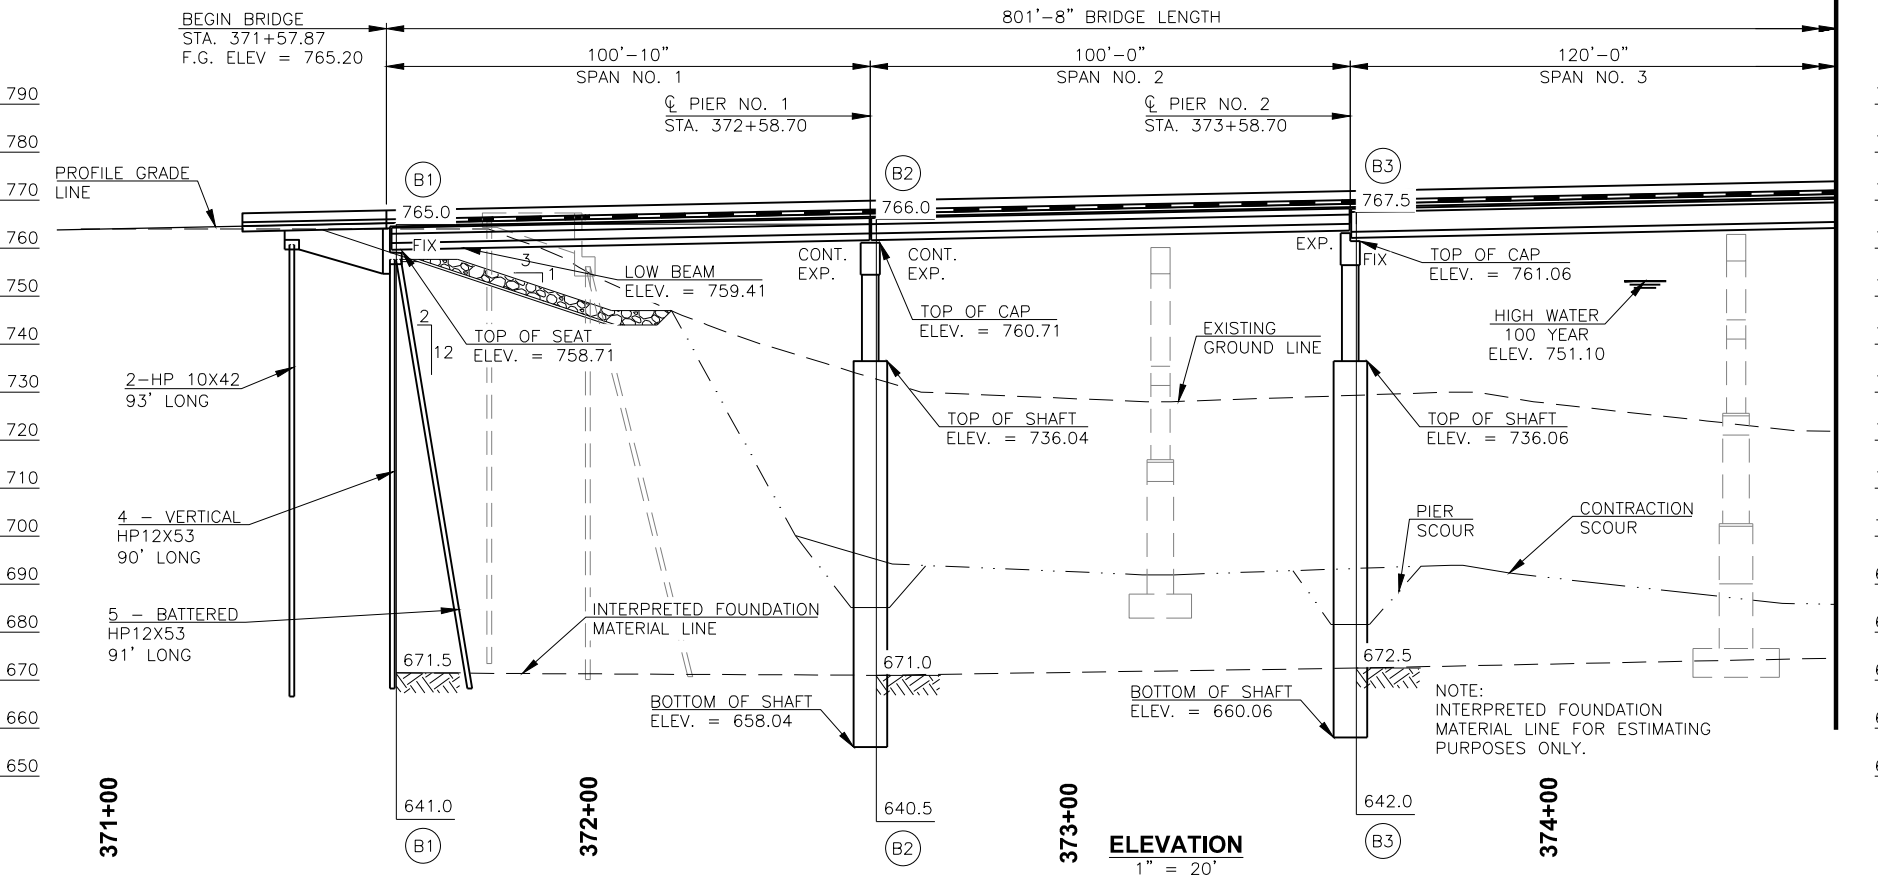 BEGIN BRIDGE
STA. 371+57.87
F.G. ELEV = 765.20
801'-8" BRIDGE LENGTH
100'-10"
SPAN NO. 1
100'-0"
SPAN NO. 2
120'-0"
SPAN NO. 3
℄ PIER NO. 1
STA. 372+58.70
℄ PIER NO. 2
STA. 373+58.70
790
780
770
760
750
740
730
720
710
700
690
680
670
660
650
PROFILE GRADE
LINE
B1
765.0
B2
766.0
B3
767.5
FIX
3
1
LOW BEAM
ELEV. = 759.41
CONT.
EXP.
CONT.
EXP.
EXP.
FIX
TOP OF CAP
ELEV. = 761.06
TOP OF CAP
ELEV. = 760.71
HIGH WATER
100 YEAR
ELEV. 751.10
2
12
TOP OF SEAT
ELEV. = 758.71
EXISTING
GROUND LINE
2-HP 10X42
93' LONG
TOP OF SHAFT
ELEV. = 736.04
TOP OF SHAFT
ELEV. = 736.06
4 - VERTICAL
HP12X53
90' LONG
PIER
SCOUR
CONTRACTION
SCOUR
5 - BATTERED
HP12X53
91' LONG
INTERPRETED FOUNDATION
MATERIAL LINE
671.5
671.0
672.5
BOTTOM OF SHAFT
ELEV. = 658.04
BOTTOM OF SHAFT
ELEV. = 660.06
NOTE:
INTERPRETED FOUNDATION
MATERIAL LINE FOR ESTIMATING
PURPOSES ONLY.
371+00
372+00
373+00
374+00
641.0
B1
640.5
B2
642.0
B3
ELEVATION
1" = 20'